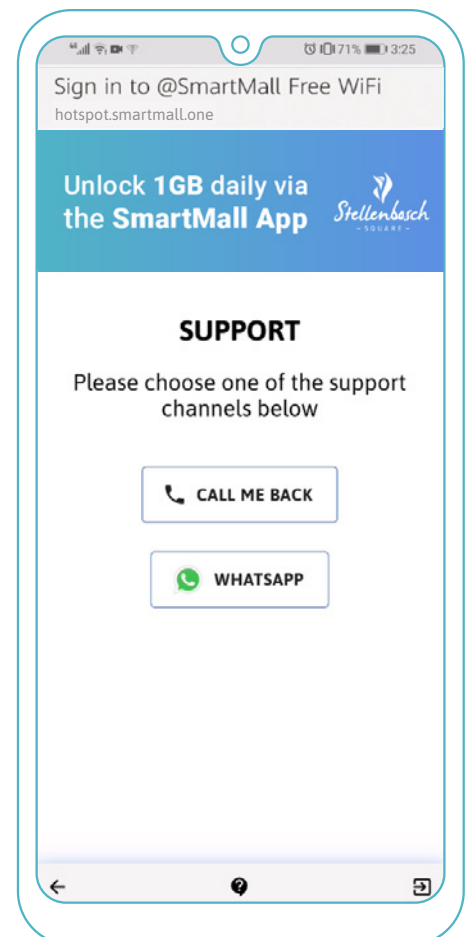 71% 3:25
Sign in to @SmartMall Free WiFi
hotspot.smartmall.one
Unlock 1GB daily via
the SmartMall App
Stellenbosch
- SQUARE -
SUPPORT
Please choose one of the support
channels below
CALL ME BACK
WHATSAPP